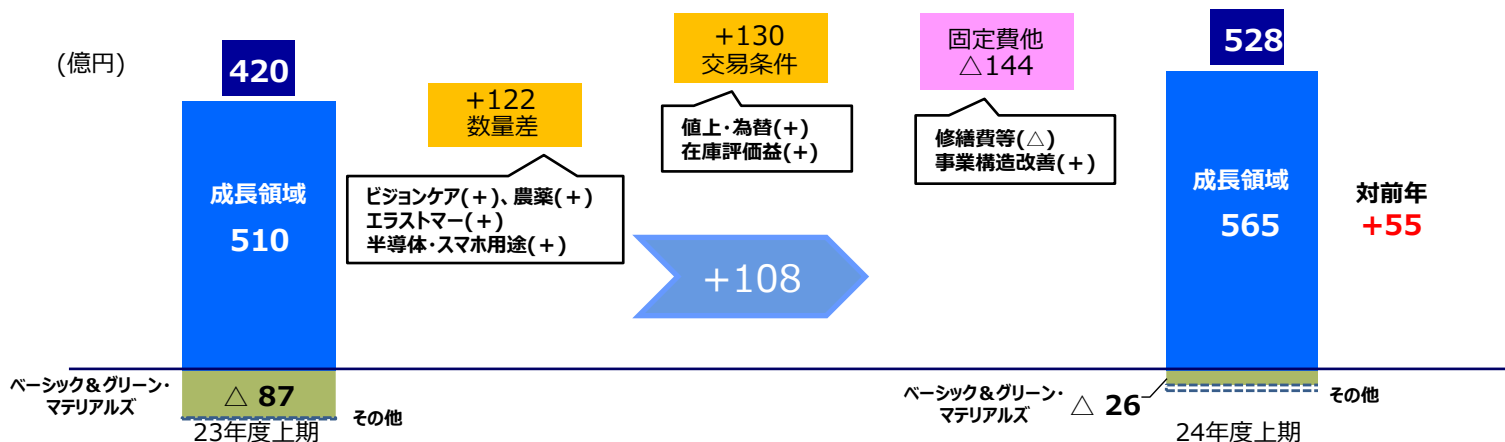 (億円)
420
成長領域
510
ベーシック&グリーン・
マテリアルズ
△ 87
その他
23年度上期
+122
数量差
ビジョンケア(+)、農薬(+)
エラストマー(+)
半導体・スマホ用途(+)
+130
交易条件
値上・為替(+)
在庫評価益(+)
固定費他
△144
修繕費等(△)
事業構造改善(+)
+108
528
成長領域
565
対前年
+55
ベーシック&グリーン・
マテリアルズ
△ 26
その他
24年度上期